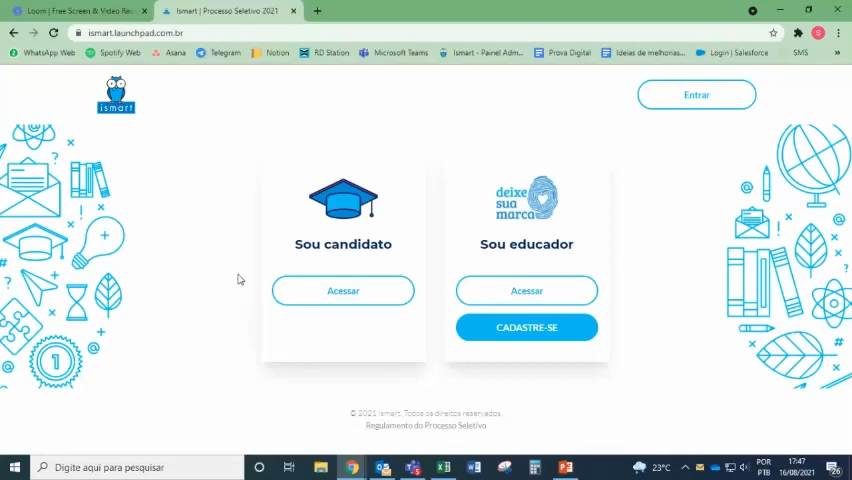 Loom | Free Screen & Video Rec
Ismart | Processo Seletivo 2021
ismart.launchpad.com.br
S
WhatsApp Web
Spotify Web
Asana
Telegram
Notion
RD Station
Microsoft Teams
Ismart - Painel Adm...
Prova Digital
Ideias de melhorias...
Login | Salesforce
SMS
»
ismart
Entrar
deixe
sua
marca
Sou candidato
Sou educador
Acessar
Acessar
CADASTRE-SE
1
© 2021 Ismart, Todos os direitos reservados.
Regulamento do Processo Seletivo
Digite aqui para pesquisar
23°C
POR
PTB
17:47
16/08/2021
26